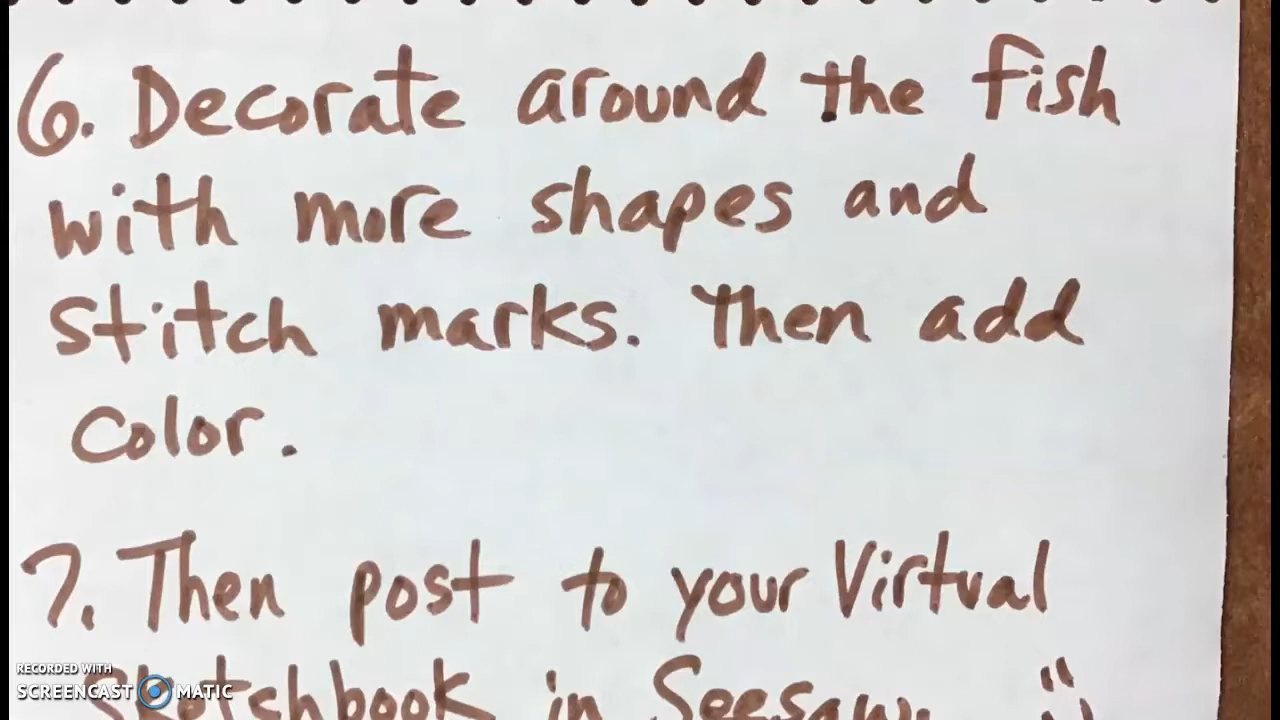 6. Decorate around the fish
with more shapes and
stitch marks. Then add
color.
7. Then post to your Virtual
Sketchbook in Seesaw. :)
RECORDED WITH
SCREENCAST MATIC